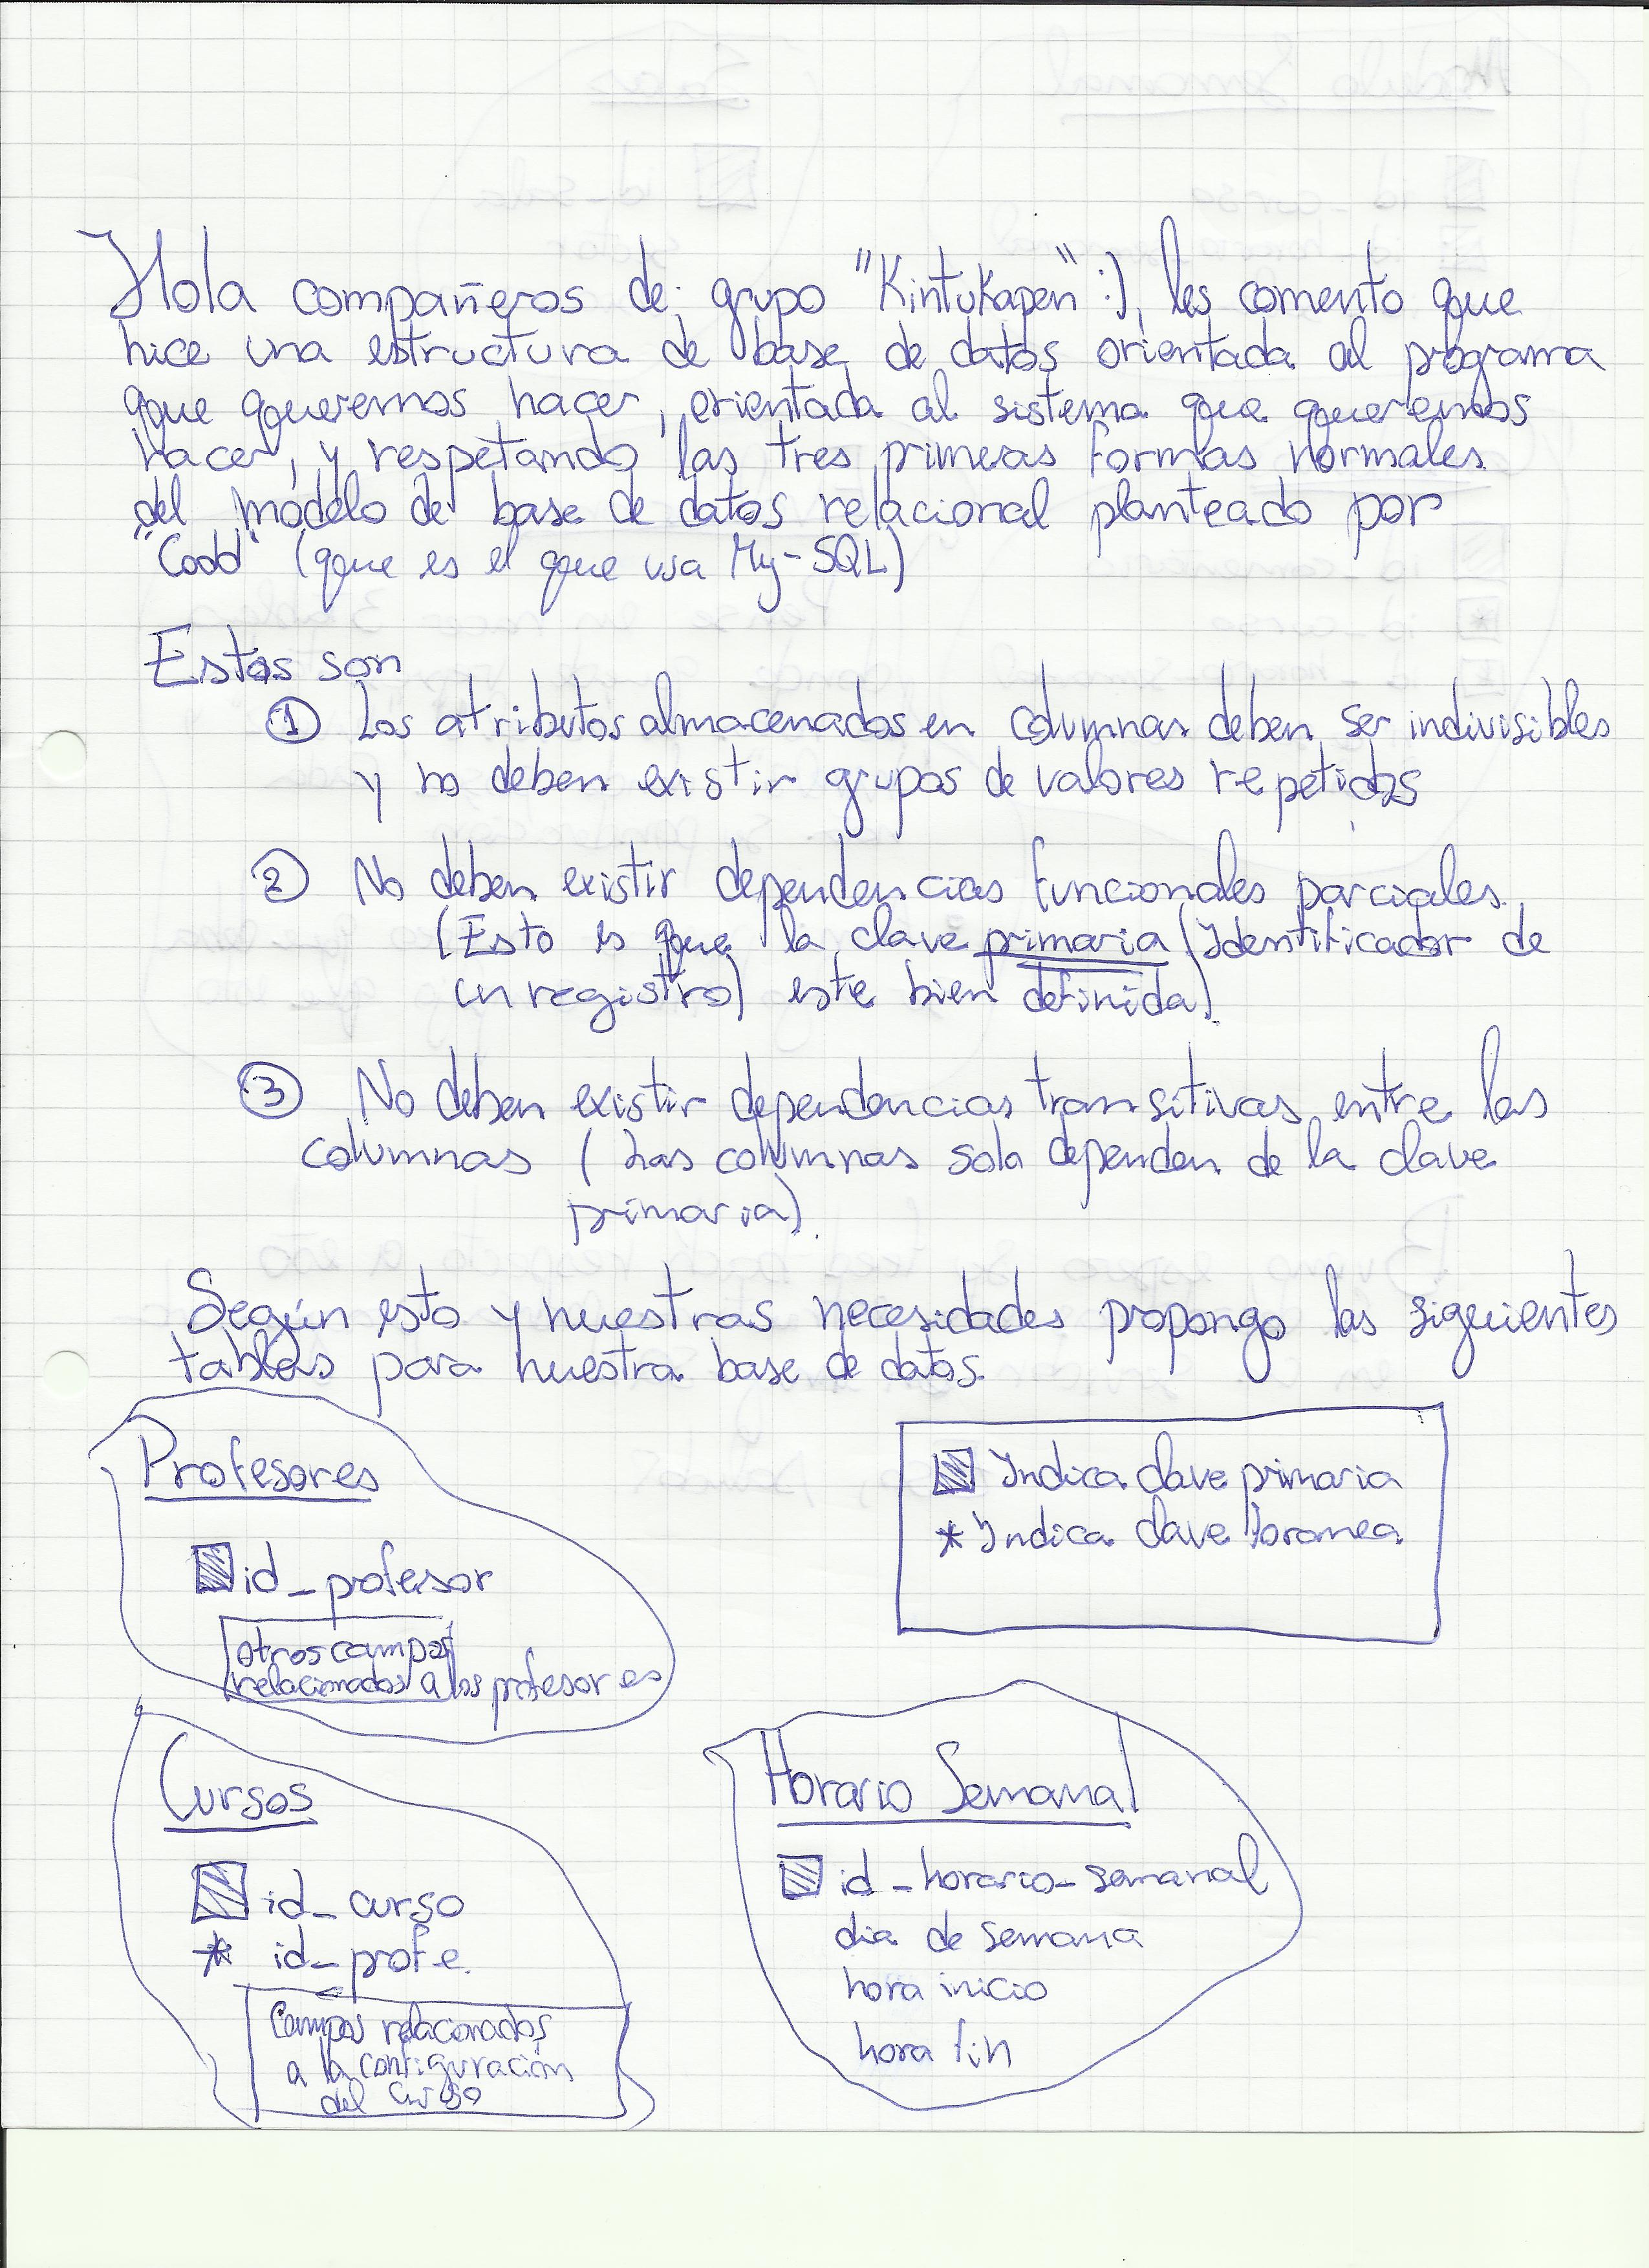 Hola compañeros de grupo "Kintukapen" :), les comento que
hice una estructura de base de datos orientada al programa
que queremos hacer, orientada al sistema que queremos
hacer, y respetando las tres primeras formas normales
del modelo de base de datos relacional planteado por
"Codd" (que es el que usa My-SQL)
Estas son
① Los atributos almacenados en columnas deben ser indivisibles
y no deben existir grupos de valores repetidos
② No deben existir dependencias funcionales parciales
(Esto es que la clave primaria (Identificador de
un registro) este bien definida).
③ No deben existir dependencias transitivas entre las
columnas (Las columnas solo dependen de la clave
primaria).
Según esto y nuestras necesidades propongo las siguientes
tablas para nuestra base de datos.
Profesores
id_profesor
otros campos
relacionados a los profesores
Indica clave primaria
* Indica clave foranea
Cursos
id_curso
* id_profe
Campos relacionados
a la configuración
del curso
Horario Semanal
id_horario_semanal
dia de semana
hora inicio
hora fin